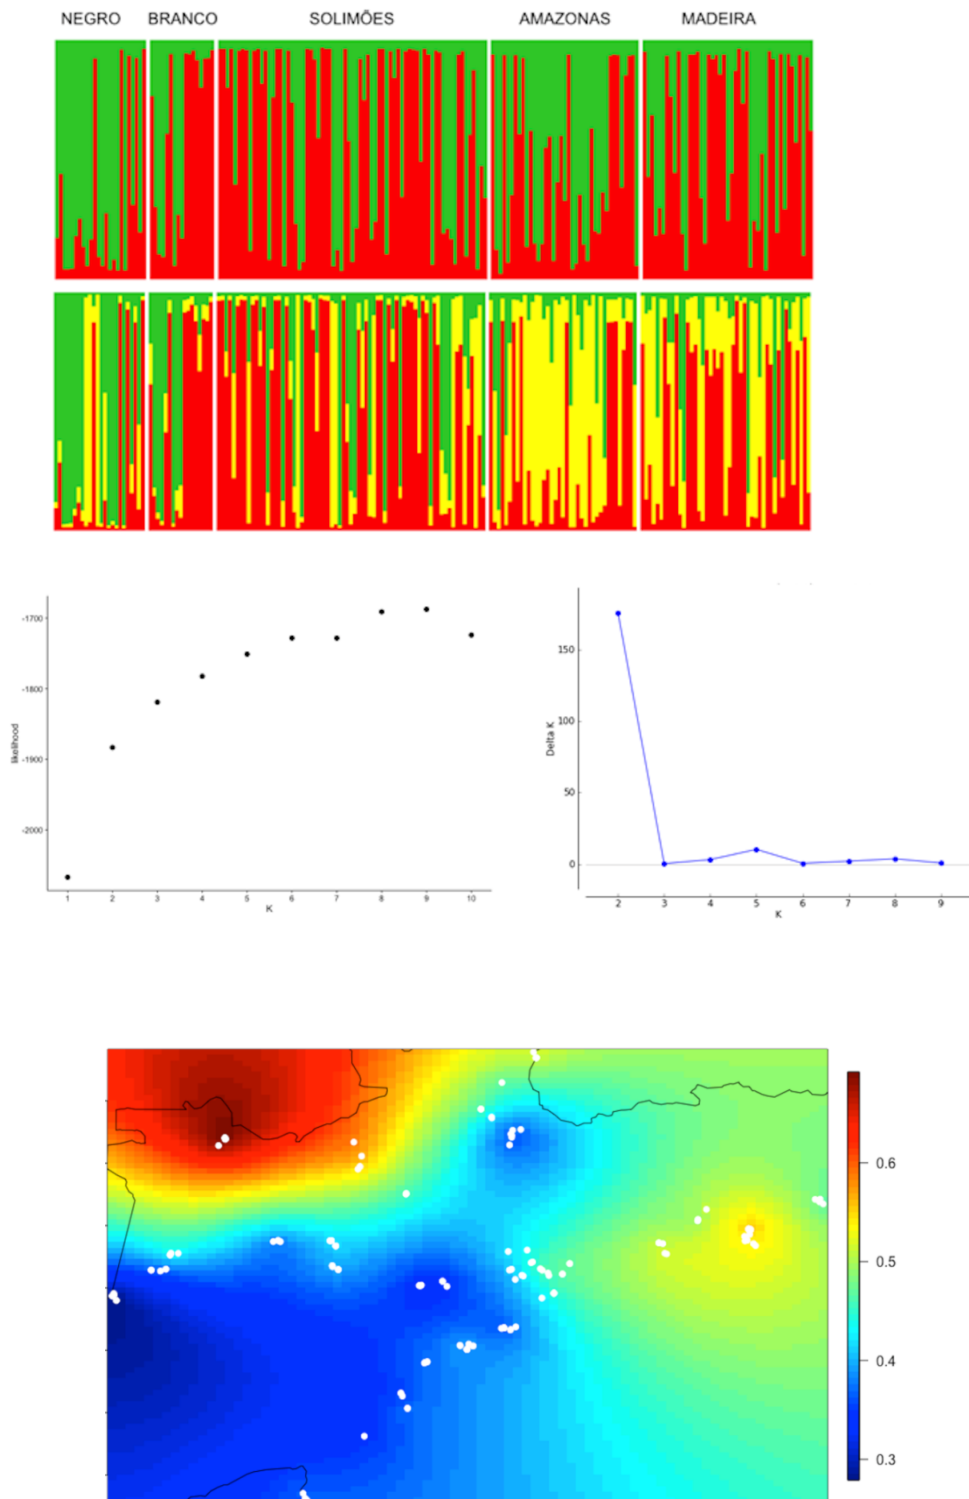 NEGRO BRANCO SOLIMÕES AMAZONAS MADEIRA
-1700
-1800
-1900
-2000
likelihood
1 2 3 4 5 6 7 8 9 10
K
150
100
50
0
Delta K
2 3 4 5 6 7 8 9
K
0.6
0.5
0.4
0.3